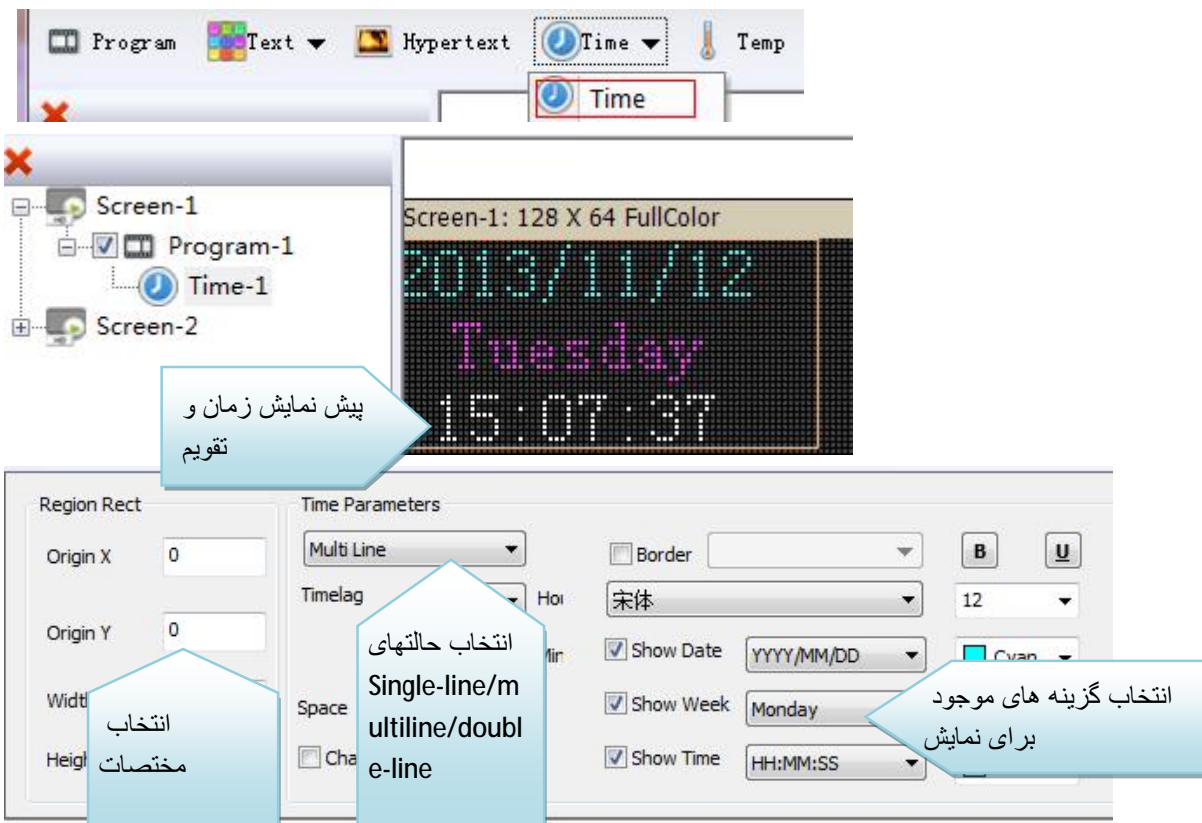 Program Text Hypertext Time Temp
Time
Screen-1
Program-1
Time-1
Screen-2
Screen-1: 128 X 64 FullColor
2013/11/12
Tuesday
15:07:37
پیش نمایش زمان و
تقویم
Region Rect
Origin X 0
Origin Y 0
Time Parameters
Multi Line
Border
B U
Timelag
宋体
12
Show Date YYYY/MM/DD
Cyan
Space
Show Week Monday
Show Time HH:MM:SS
انتخاب
مختصات
انتخاب حالتهای
Single-line/m
ultiline/doubl
e-line
انتخاب گزینه های موجود
برای نمایش